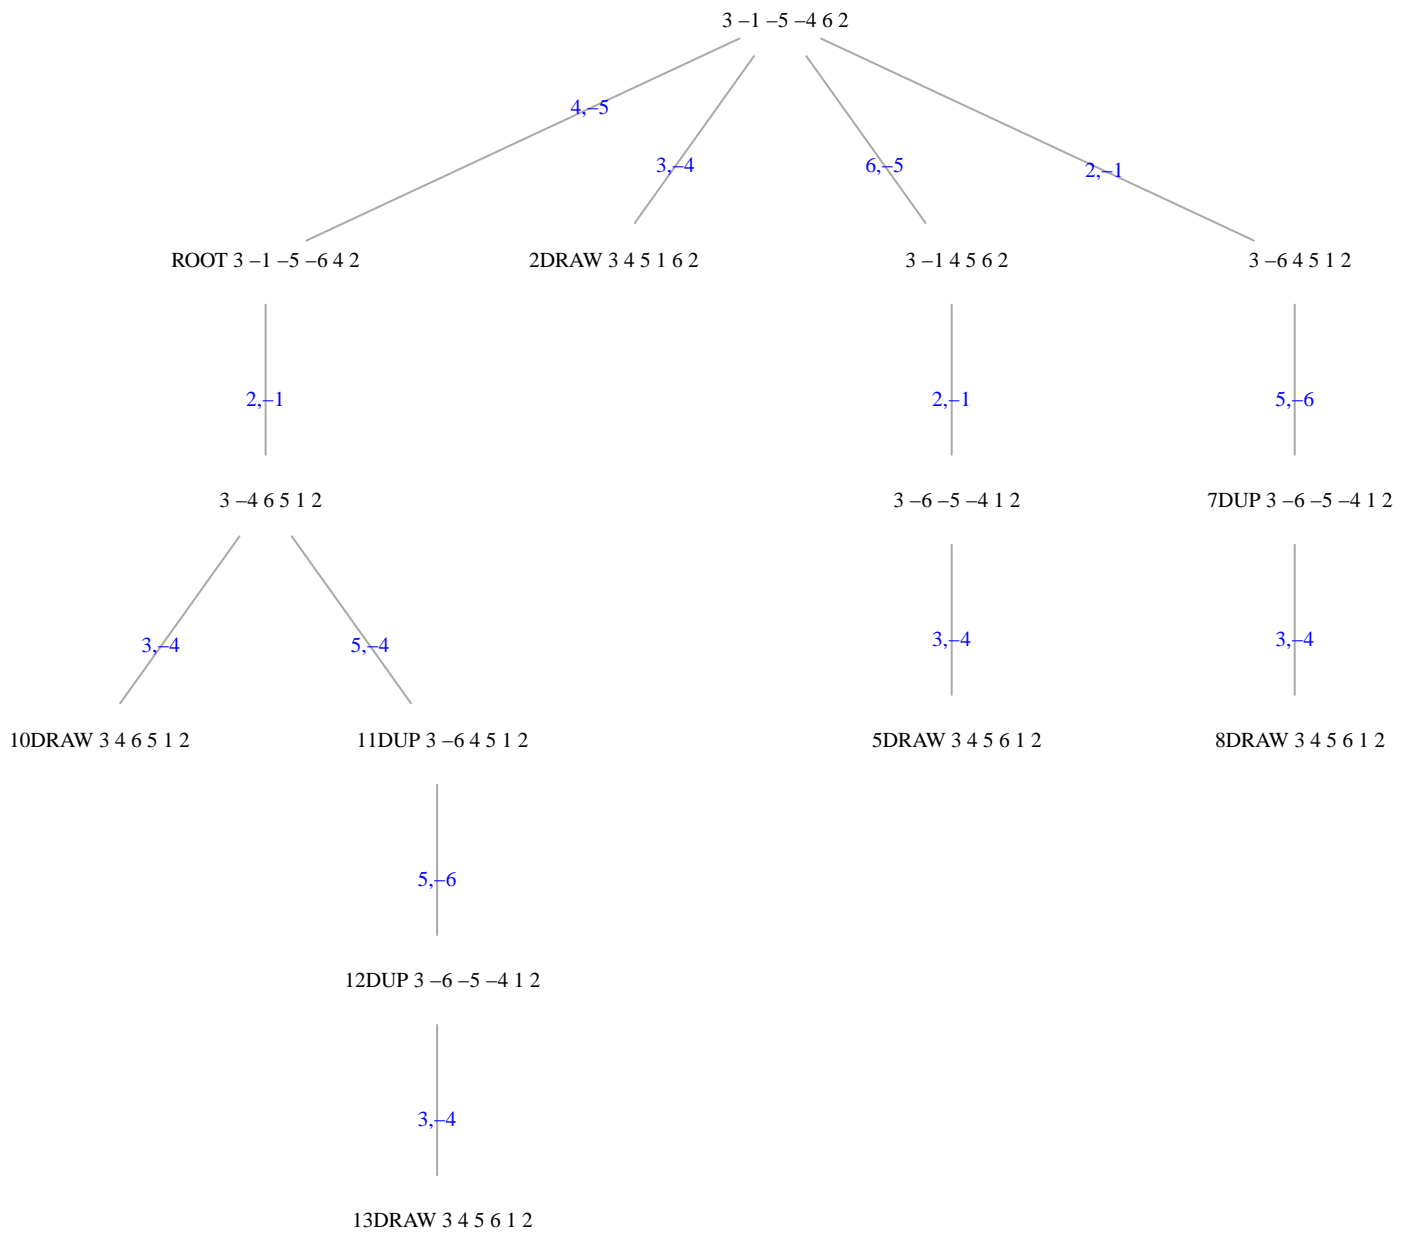 3 –1 –5 –4 6 2
4,–5
3,–4
6,–5
2,–1
ROOT 3 –1 –5 –6 4 2
2DRAW 3 4 5 1 6 2
3 –1 4 5 6 2
3 –6 4 5 1 2
2,–1
2,–1
5,–6
3 –4 6 5 1 2
3 –6 –5 –4 1 2
7DUP 3 –6 –5 –4 1 2
3,–4
5,–4
3,–4
3,–4
10DRAW 3 4 6 5 1 2
11DUP 3 –6 4 5 1 2
5DRAW 3 4 5 6 1 2
8DRAW 3 4 5 6 1 2
5,–6
12DUP 3 –6 –5 –4 1 2
3,–4
13DRAW 3 4 5 6 1 2